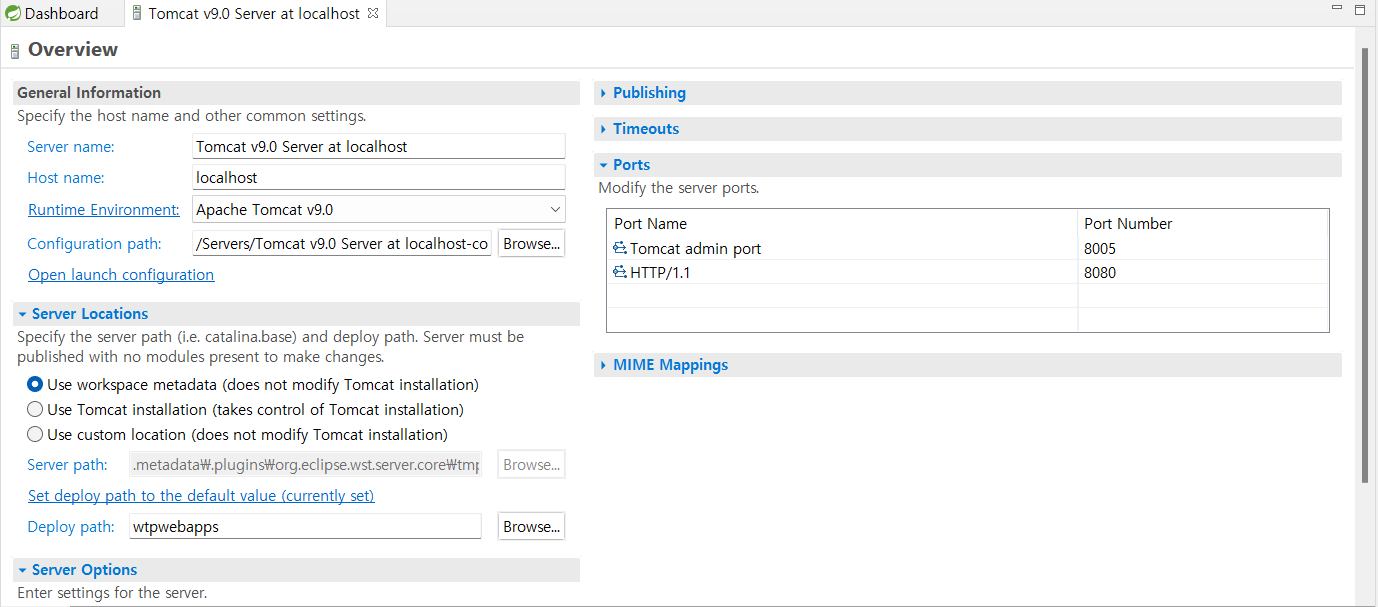 Dashboard
Tomcat v9.0 Server at localhost
Overview
General Information
Specify the host name and other common settings.
Server name:
Tomcat v9.0 Server at localhost
Host name:
localhost
Runtime Environment:
Apache Tomcat v9.0
Configuration path:
/Servers/Tomcat v9.0 Server at localhost-co
Browse...
Open launch configuration
Server Locations
Specify the server path (i.e. catalina.base) and deploy path. Server must be
published with no modules present to make changes.
Use workspace metadata (does not modify Tomcat installation)
Use Tomcat installation (takes control of Tomcat installation)
Use custom location (does not modify Tomcat installation)
Server path:
.metadata₩.plugins₩org.eclipse.wst.server.core₩tmp
Browse...
Set deploy path to the default value (currently set)
Deploy path:
wtpwebapps
Browse...
Server Options
Enter settings for the server.
Publishing
Timeouts
Ports
Modify the server ports.
Port Name
Port Number
Tomcat admin port
8005
HTTP/1.1
8080
MIME Mappings